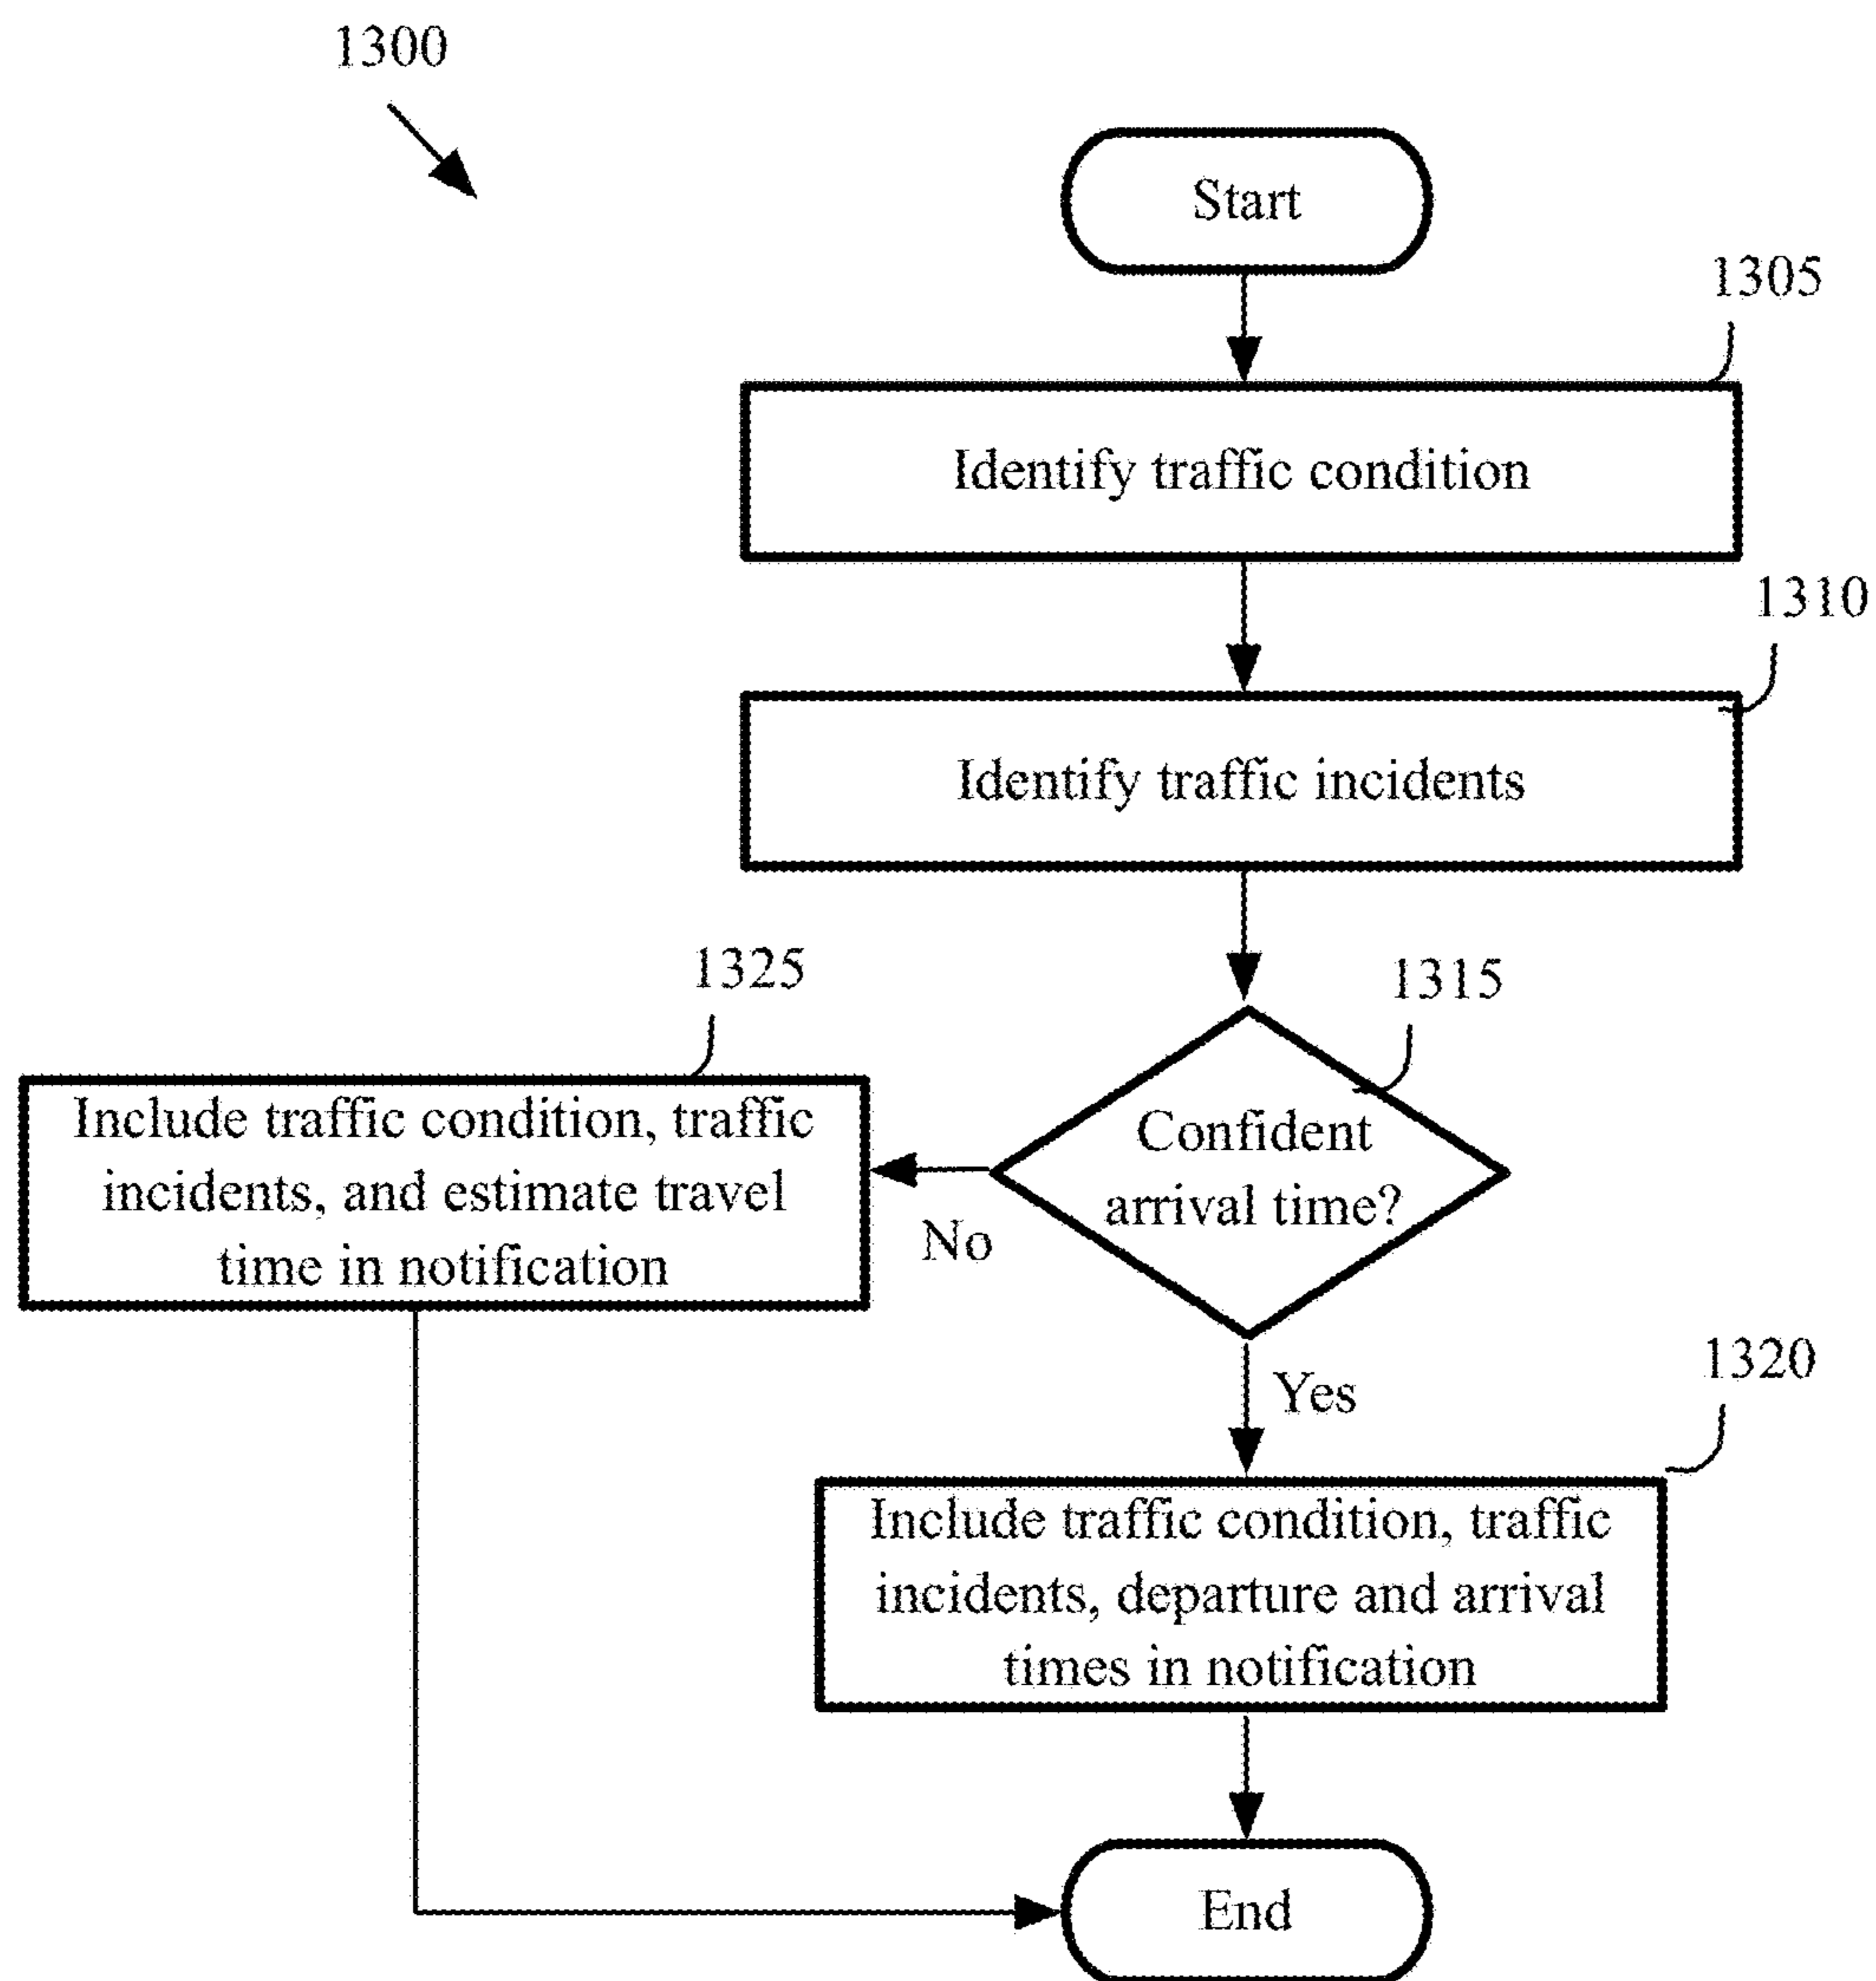 1300
Start
1305
Identify traffic condition
1310
Identify traffic incidents
1325
1315
Include traffic condition, traffic
incidents, and estimate travel
time in notification
Confident
arrival time?
No
Yes
1320
Include traffic condition, traffic
incidents, departure and arrival
times in notification
End